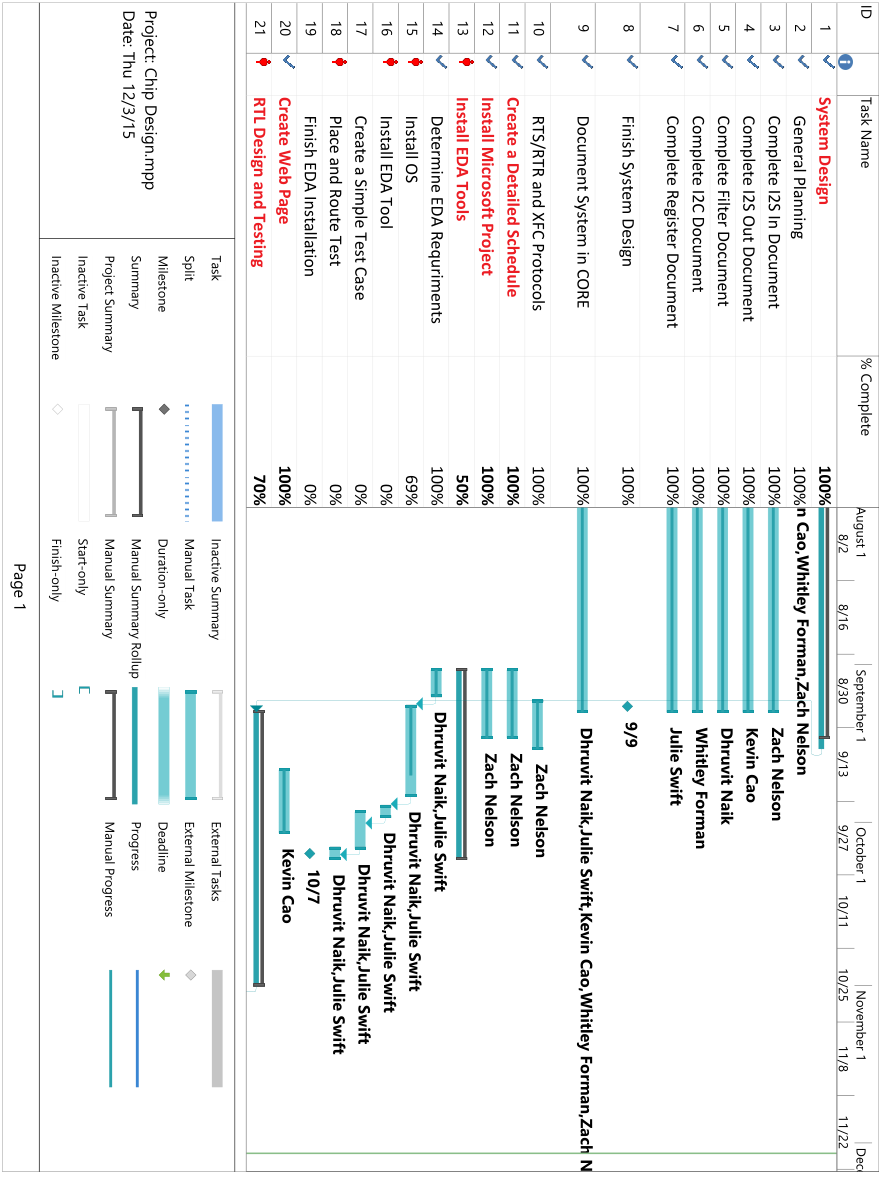 ID Task Name % Complete
August 1 September 1 October 1 November 1 Dec
8/2 8/16 8/30 9/13 9/27 10/11 10/25 11/8 11/22
1 System Design 100%
2 General Planning 100% n Cao,Whitley Forman,Zach Nelson
3 Complete I2S In Document 100% Zach Nelson
4 Complete I2S Out Document 100% Kevin Cao
5 Complete Filter Document 100% Dhruvit Naik
6 Complete I2C Document 100% Whitley Forman
7 Complete Register Document 100% Julie Swift
8 Finish System Design 100% 9/9
9 Document System in CORE 100% Dhruvit Naik,Julie Swift,Kevin Cao,Whitley Forman,Zach N
10 RTS/RTR and XFC Protocols 100% Zach Nelson
11 Create a Detailed Schedule 100% Zach Nelson
12 Install Microsoft Project 100% Zach Nelson
13 Install EDA Tools 50%
14 Determine EDA Requriments 100% Dhruvit Naik,Julie Swift
15 Install OS 69% Dhruvit Naik,Julie Swift
16 Install EDA Tool 0% Dhruvit Naik,Julie Swift
17 Create a Simple Test Case 0% Dhruvit Naik,Julie Swift
18 Place and Route Test 0% Dhruvit Naik,Julie Swift
19 Finish EDA Installation 0% 10/7
20 Create Web Page 100% Kevin Cao
21 RTL Design and Testing 70%
Project: Chip Design.mpp
Date: Thu 12/3/15
Task Inactive Summary External Tasks
Split Manual Task External Milestone
Milestone Duration-only Deadline
Summary Manual Summary Rollup Progress
Project Summary Manual Summary Manual Progress
Inactive Task Start-only
Inactive Milestone Finish-only
Page 1